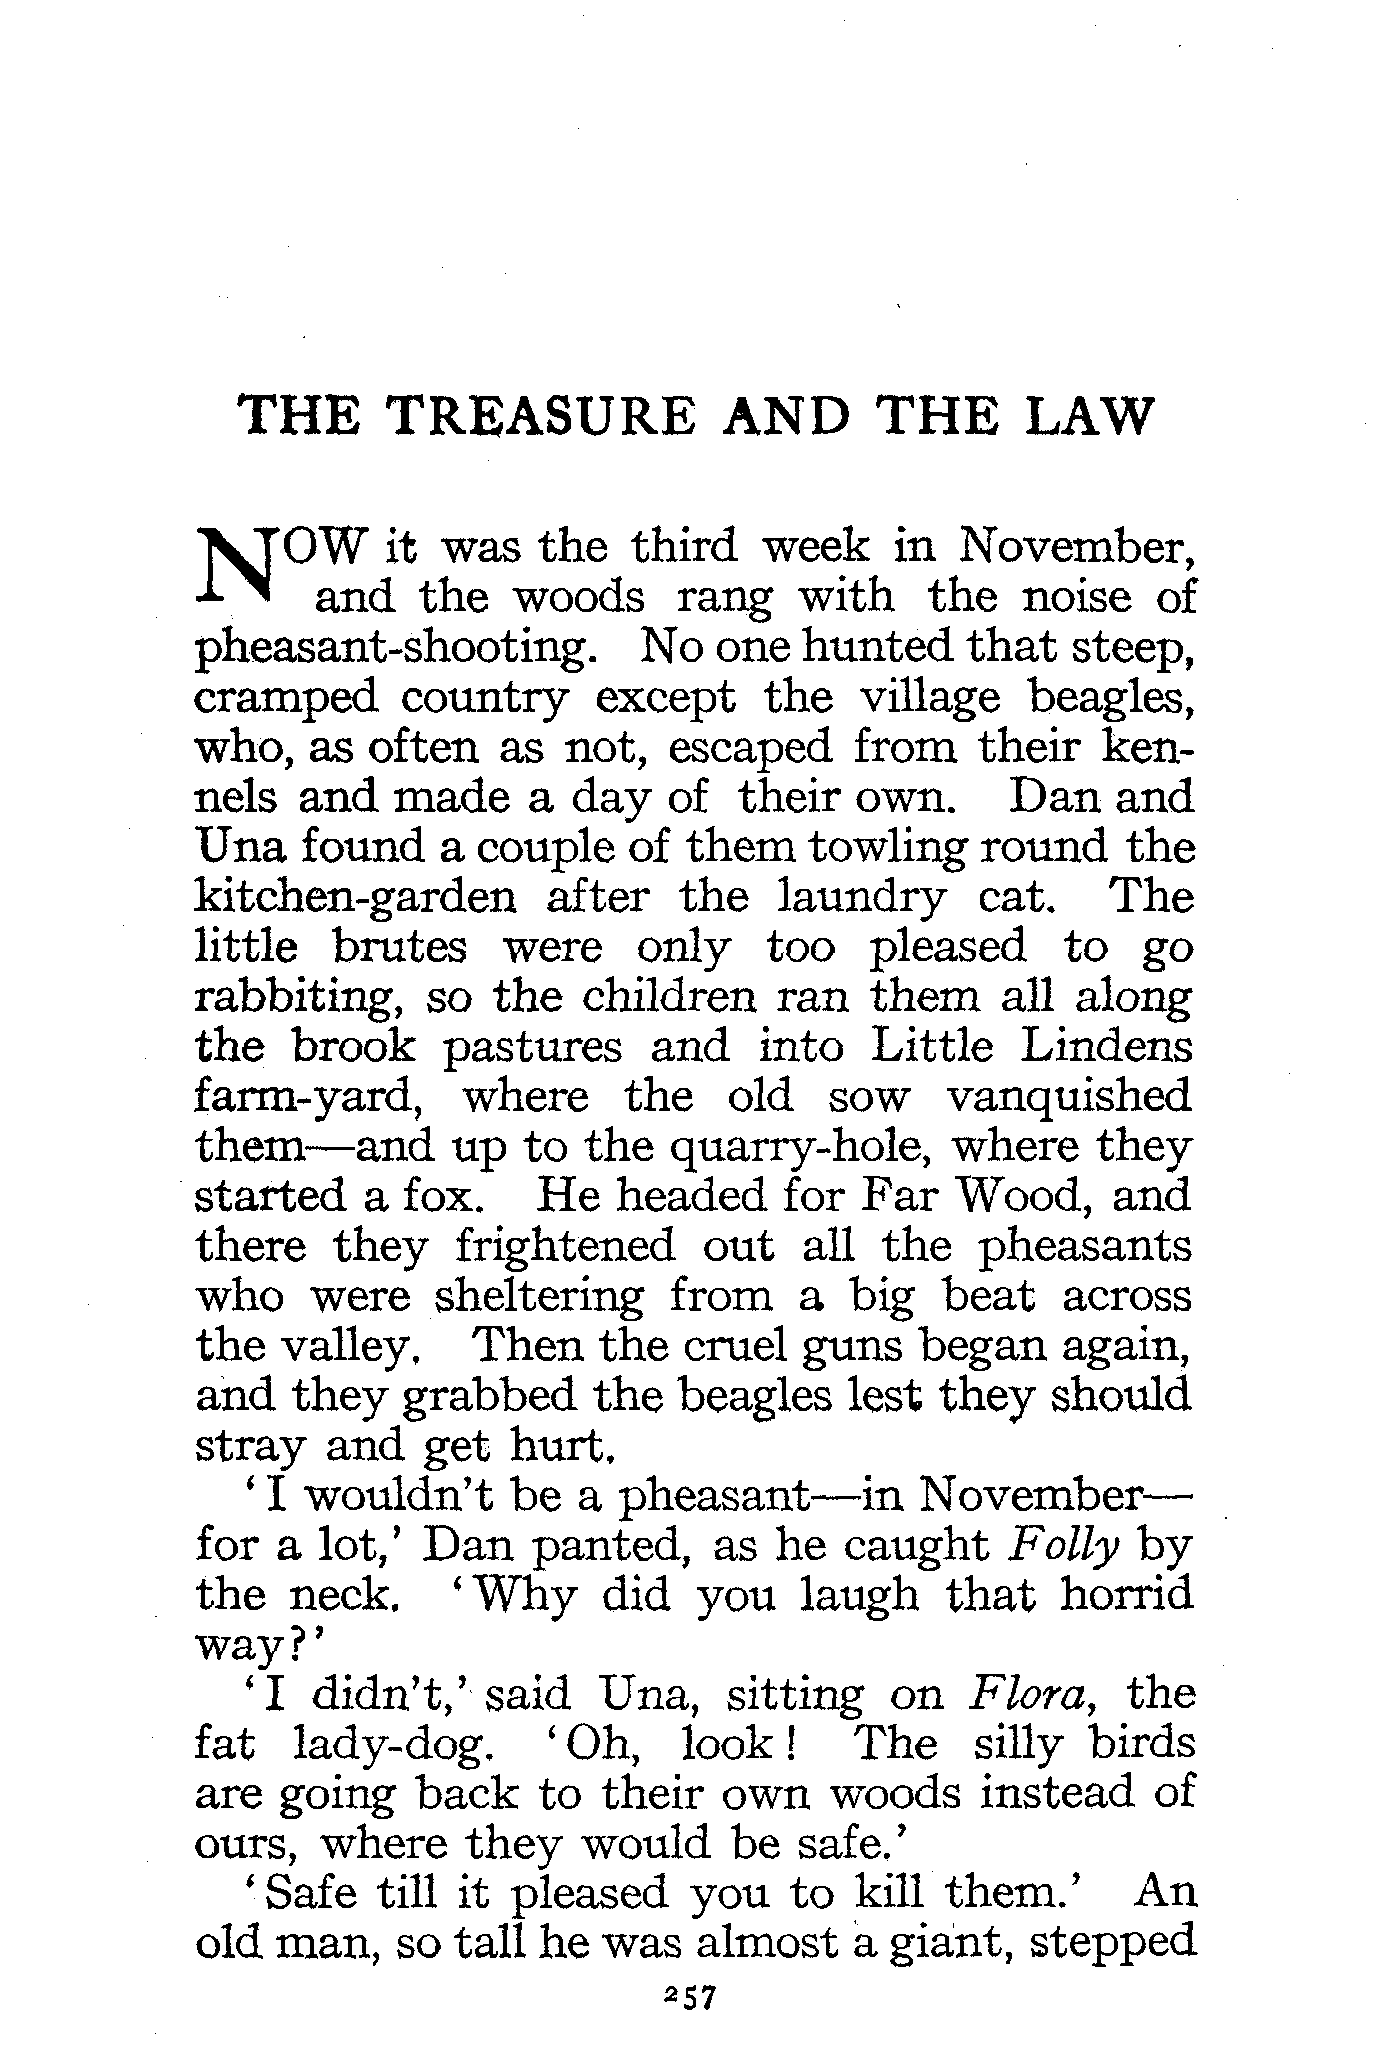 THE TREASURE AND THE LAW
NOW it was the third week in November,
and the woods rang with the noise of
pheasant-shooting. No one hunted that steep,
cramped country except the village beagles,
who, as often as not, escaped from their ken-
nels and made a day of their own. Dan and
Una found a couple of them towling round the
kitchen-garden after the laundry cat. The
little brutes were only too pleased to go
rabbiting, so the children ran them all along
the brook pastures and into Little Lindens
farm-yard, where the old sow vanquished
them—and up to the quarry-hole, where they
started a fox. He headed for Far Wood, and
there they frightened out all the pheasants
who were sheltering from a big beat across
the valley. Then the cruel guns began again,
and they grabbed the beagles lest they should
stray and get hurt.
‘I wouldn’t be a pheasant—in November—
for a lot,’ Dan panted, as he caught Folly by
the neck. ‘Why did you laugh that horrid
way?’
‘I didn’t,’ said Una, sitting on Flora, the
fat lady-dog. ‘Oh, look! The silly birds
are going back to their own woods instead of
ours, where they would be safe.’
‘Safe till it pleased you to kill them.’ An
old man, so tall he was almost a giant, stepped
257